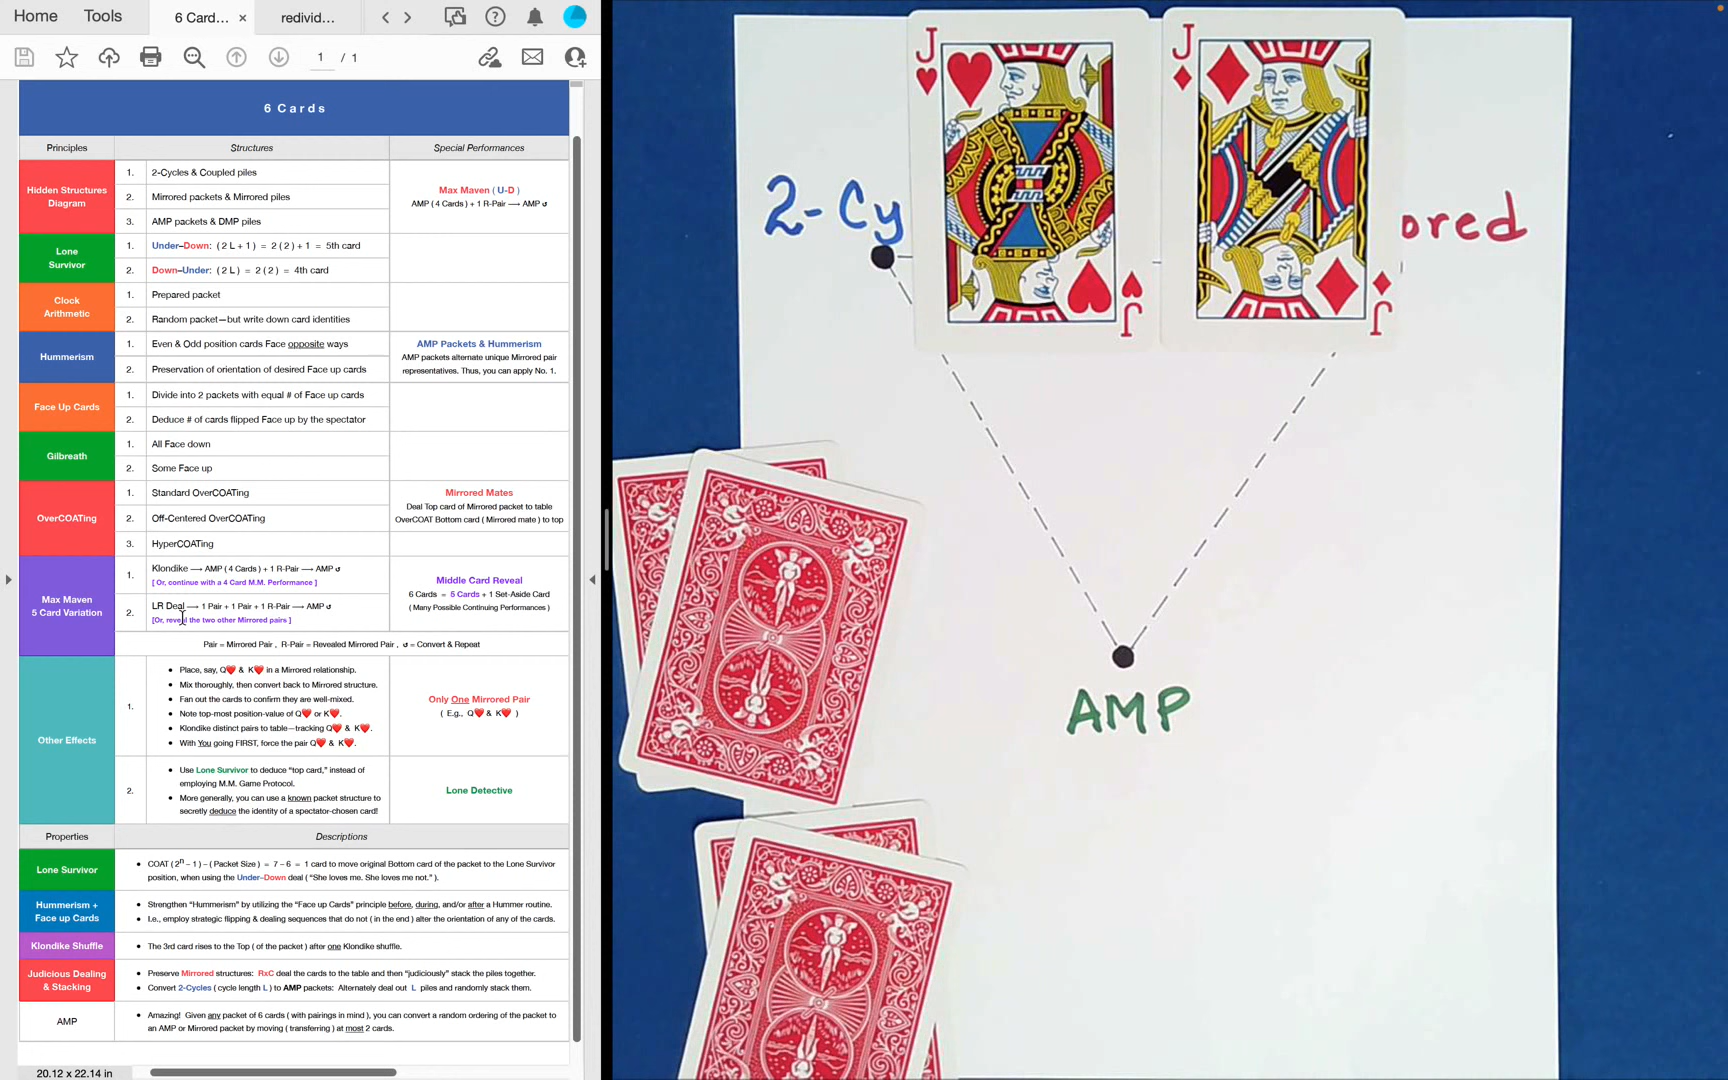 Home Tools 6 Card... × redivid...
1 / 1
6 Cards
Principles Structures Special Performances
Hidden Structures Diagram
1. 2-Cycles & Coupled piles
2. Mirrored packets & Mirrored piles
3. AMP packets & DMP piles
Max Maven ( U-D )
AMP ( 4 Cards ) + 1 R-Pair → AMP ↺
Lone Survivor
1. Under–Down: ( 2 L + 1 ) = 2 ( 2 ) + 1 = 5th card
2. Down–Under: ( 2 L ) = 2 ( 2 ) = 4th card
Clock Arithmetic
1. Prepared packet
2. Random packet—but write down card identities
Hummerism
1. Even & Odd position cards Face opposite ways
2. Preservation of orientation of desired Face up cards
AMP Packets & Hummerism
AMP packets alternate unique Mirrored pair
representatives. Thus, you can apply No. 1.
Face Up Cards
1. Divide into 2 packets with equal # of Face up cards
2. Deduce # of cards flipped Face up by the spectator
Gilbreath
1. All Face down
2. Some Face up
OverCOATing
1. Standard OverCOATing
2. Off-Centered OverCOATing
3. HyperCOATing
Mirrored Mates
Deal Top card of Mirrored packet to table
OverCOAT Bottom card ( Mirrored mate ) to top
Max Maven
5 Card Variation
1. Klondike → AMP ( 4 Cards ) + 1 R-Pair → AMP ↺
[ Or, continue with a 4 Card M.M. Performance ]
2. LR Deal → 1 Pair + 1 Pair + 1 R-Pair → AMP ↺
[Or, reveal the two other Mirrored pairs ]
Middle Card Reveal
6 Cards = 5 Cards + 1 Set-Aside Card
( Many Possible Continuing Performances )
Pair = Mirrored Pair , R-Pair = Revealed Mirrored Pair , ↺ = Convert & Repeat
Other Effects
1.
• Place, say, Q♥ & K♥ in a Mirrored relationship.
• Mix thoroughly, then convert back to Mirrored structure.
• Fan out the cards to confirm they are well-mixed.
• Note top-most position-value of Q♥ or K♥.
• Klondike distinct pairs to table—tracking Q♥ & K♥.
• With You going FIRST, force the pair Q♥ & K♥.
Only One Mirrored Pair
( E.g., Q♥ & K♥ )
2.
• Use Lone Survivor to deduce “top card,” instead of
employing M.M. Game Protocol.
• More generally, you can use a known packet structure to
secretly deduce the identity of a spectator-chosen card!
Lone Detective
Properties Descriptions
Lone Survivor
• COAT ( 2ⁿ – 1 ) – ( Packet Size ) = 7 – 6 = 1 card to move original Bottom card of the packet to the Lone Survivor
position, when using the Under–Down deal ( “She loves me. She loves me not.” ).
Hummerism +
Face up Cards
• Strengthen “Hummerism” by utilizing the “Face up Cards” principle before, during, and/or after a Hummer routine.
• I.e., employ strategic flipping & dealing sequences that do not ( in the end ) alter the orientation of any of the cards.
Klondike Shuffle
• The 3rd card rises to the Top ( of the packet ) after one Klondike shuffle.
Judicious Dealing
& Stacking
• Preserve Mirrored structures: RxC deal the cards to the table and then “judiciously” stack the piles together.
• Convert 2-Cycles ( cycle length L ) to AMP packets: Alternately deal out L piles and randomly stack them.
AMP
• Amazing! Given any packet of 6 cards ( with pairings in mind ), you can convert a random ordering of the packet to
an AMP or Mirrored packet by moving ( transferring ) at most 2 cards.
20.12 x 22.14 in
J J
2-Cy ored
J J
AMP